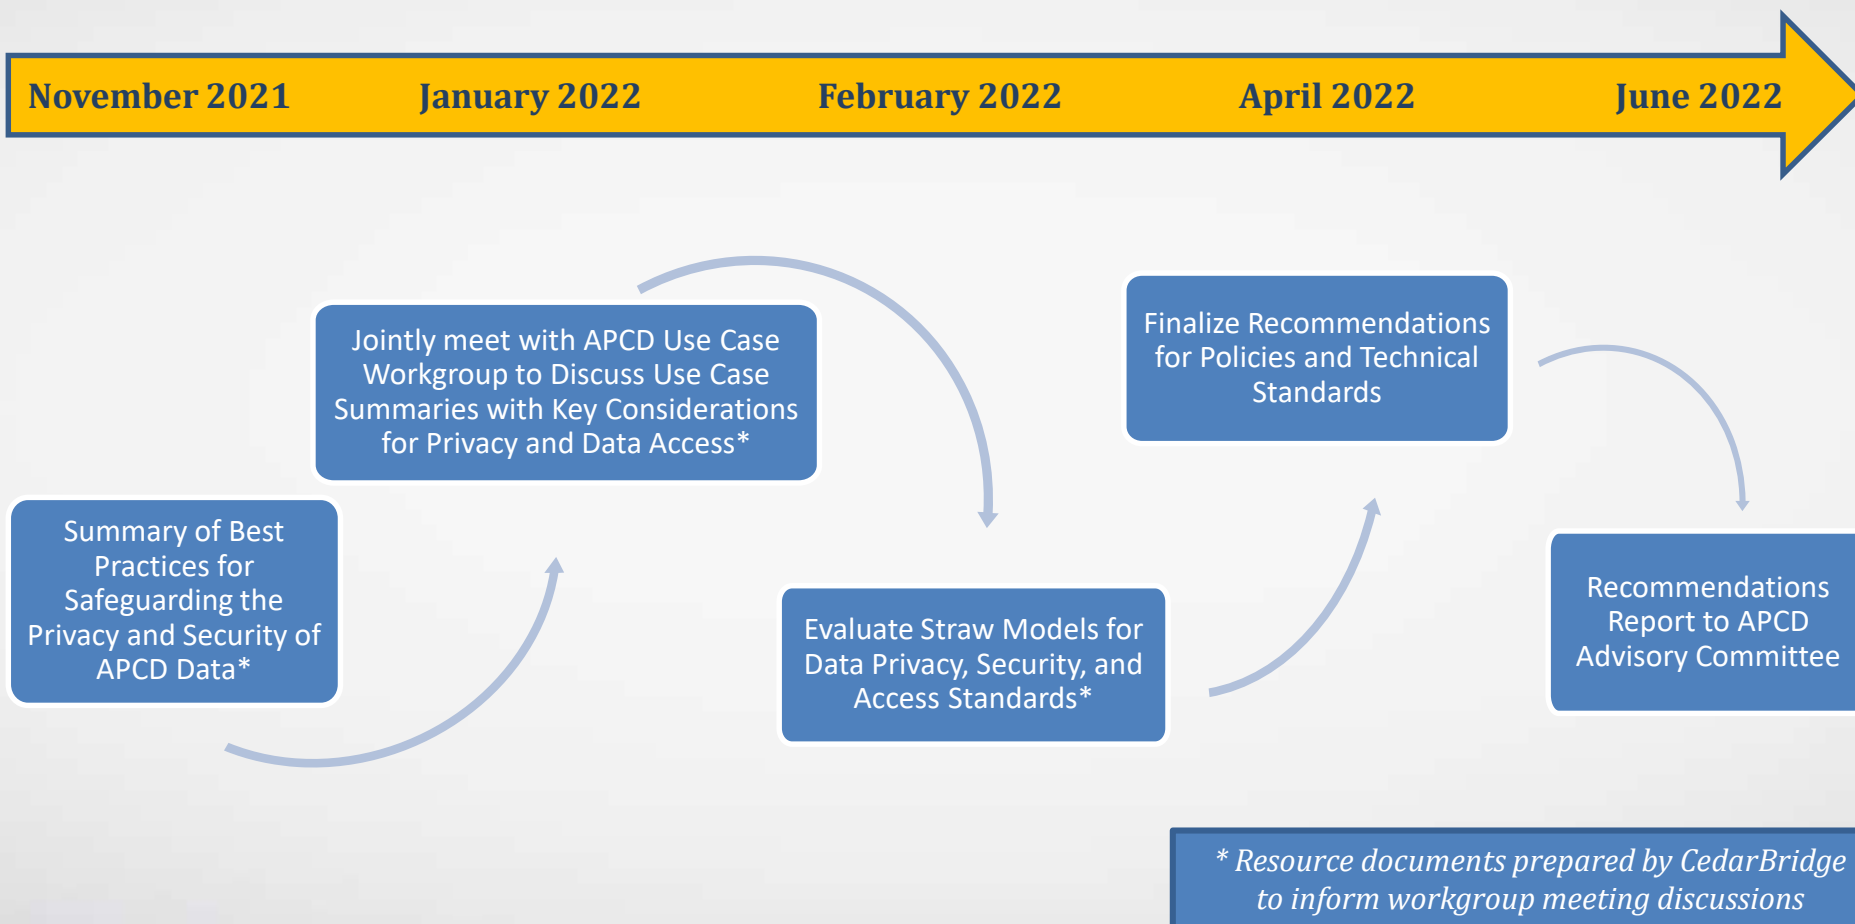 November 2021
January 2022
February 2022
April 2022
June 2022
Summary of Best
Practices for
Safeguarding the
Privacy and Security of
APCD Data*
Jointly meet with APCD Use Case
Workgroup to Discuss Use Case
Summaries with Key Considerations
for Privacy and Data Access*
Evaluate Straw Models for
Data Privacy, Security, and
Access Standards*
Finalize Recommendations
for Policies and Technical
Standards
Recommendations
Report to APCD
Advisory Committee
* Resource documents prepared by CedarBridge
to inform workgroup meeting discussions